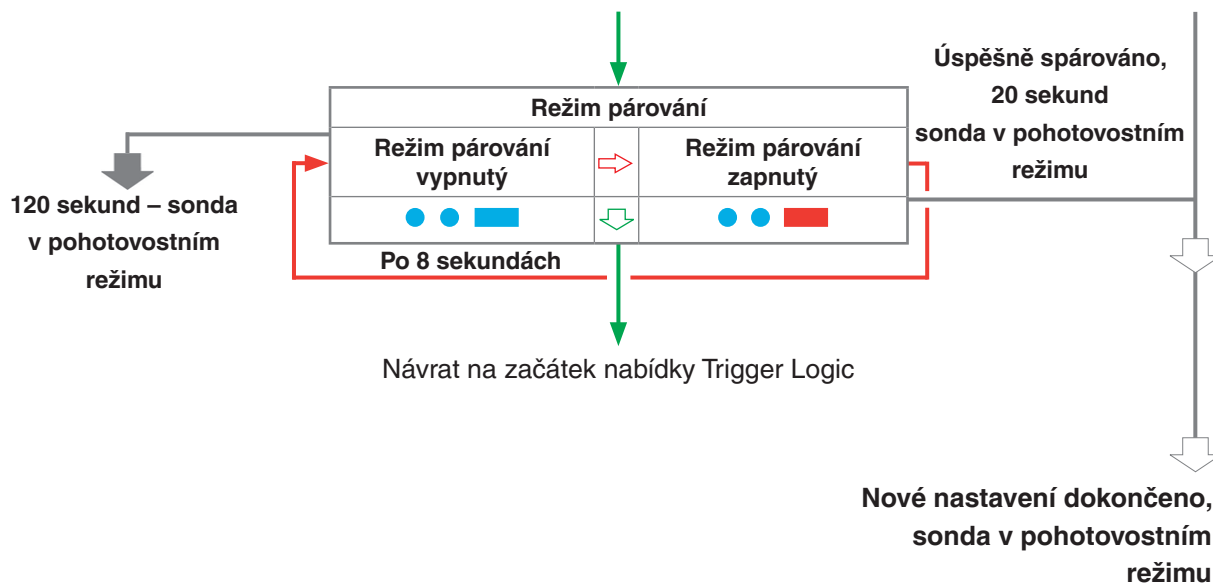 Úspěšně spárováno,
20 sekund
sonda v pohotovostním
režimu
Režim párování
Režim párování
vypnutý
Režim párování
zapnutý
120 sekund – sonda
v pohotovostním
režimu
Po 8 sekundách
Návrat na začátek nabídky Trigger Logic
Nové nastavení dokončeno,
sonda v pohotovostním
režimu